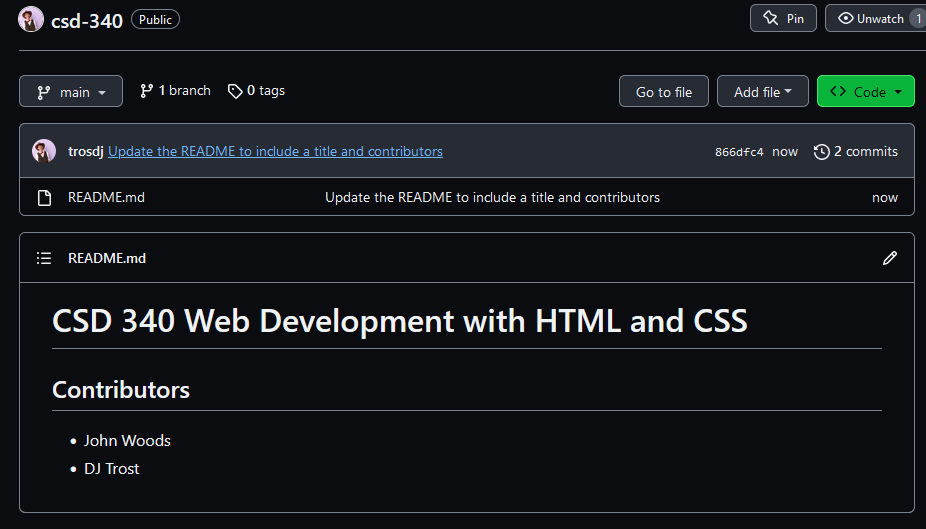 csd-340 Public Pin Unwatch 1
main 1 branch 0 tags Go to file Add file Code
trosdj Update the README to include a title and contributors 866dfc4 now 2 commits
README.md Update the README to include a title and contributors now
README.md
CSD 340 Web Development with HTML and CSS
Contributors
• John Woods
• DJ Trost